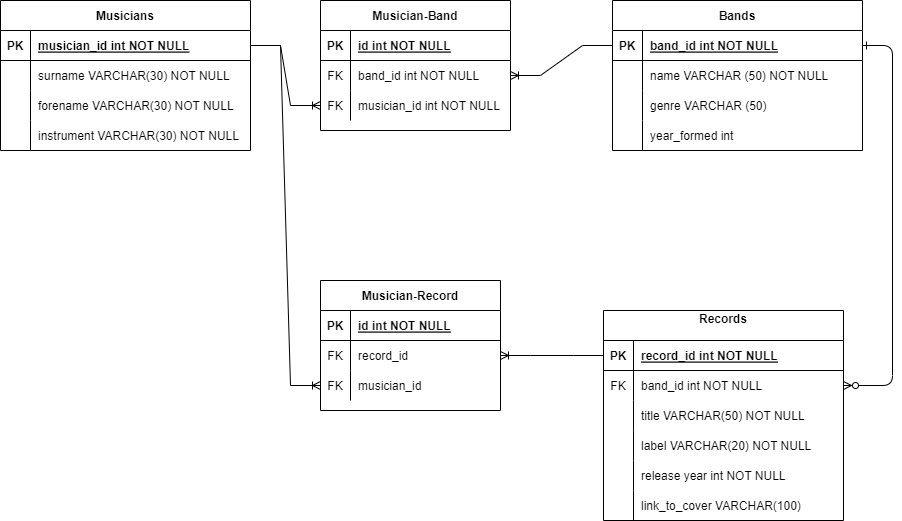 Musicians
PK musician_id int NOT NULL
surname VARCHAR(30) NOT NULL
forename VARCHAR(30) NOT NULL
instrument VARCHAR(30) NOT NULL
Musician-Band
PK id int NOT NULL
FK band_id int NOT NULL
FK musician_id int NOT NULL
Bands
PK band_id int NOT NULL
name VARCHAR (50) NOT NULL
genre VARCHAR (50)
year_formed int
Musician-Record
PK id int NOT NULL
FK record_id
FK musician_id
Records
PK record_id int NOT NULL
FK band_id int NOT NULL
title VARCHAR(50) NOT NULL
label VARCHAR(20) NOT NULL
release year int NOT NULL
link_to_cover VARCHAR(100)